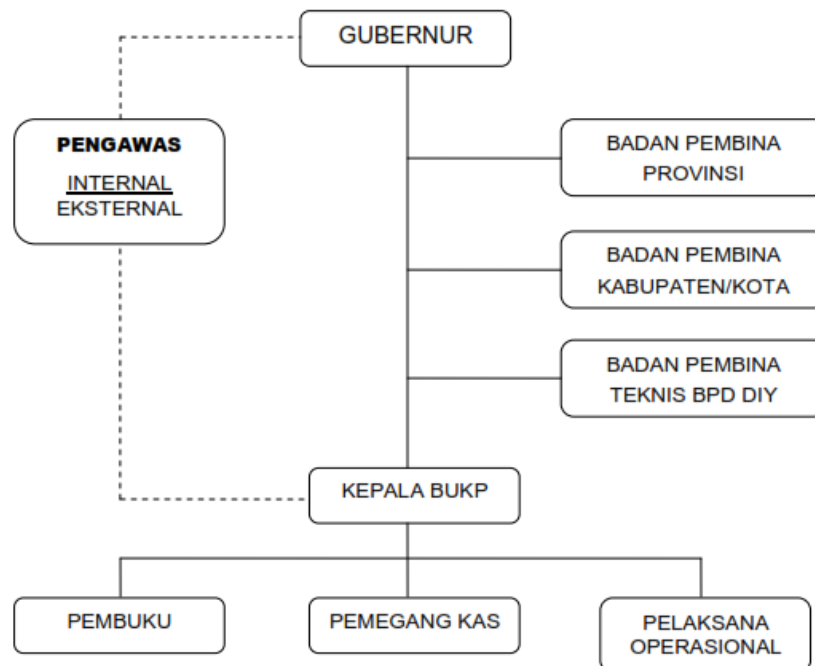 GUBERNUR
PENGAWAS
INTERNAL
EKSTERNAL
BADAN PEMBINA
PROVINSI
BADAN PEMBINA
KABUPATEN/KOTA
BADAN PEMBINA
TEKNIS BPD DIY
KEPALA BUKP
PEMBUKU
PEMEGANG KAS
PELAKSANA
OPERASIONAL